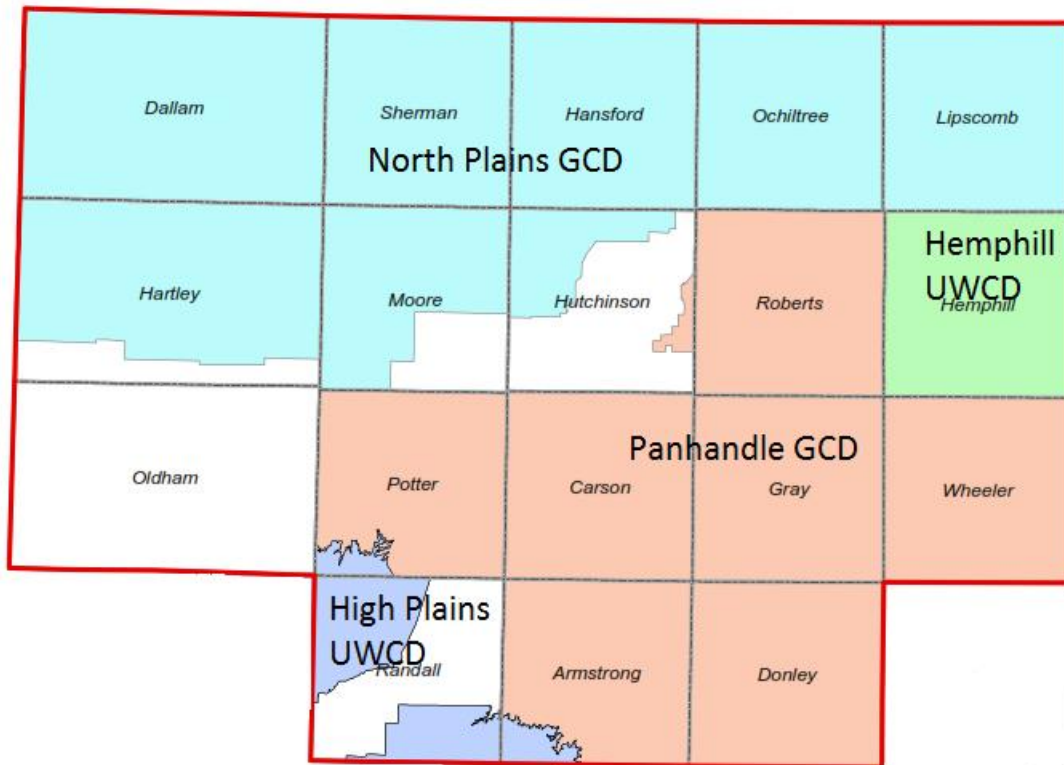 Dallam
Sherman
Hansford
Ochiltree
Lipscomb
North Plains GCD
Hartley
Moore
Hutchinson
Roberts
Hemphill
UWCD
Hemphill
Oldham
Potter
Carson
Panhandle GCD
Gray
Wheeler
High Plains
UWCD
Randall
Armstrong
Donley